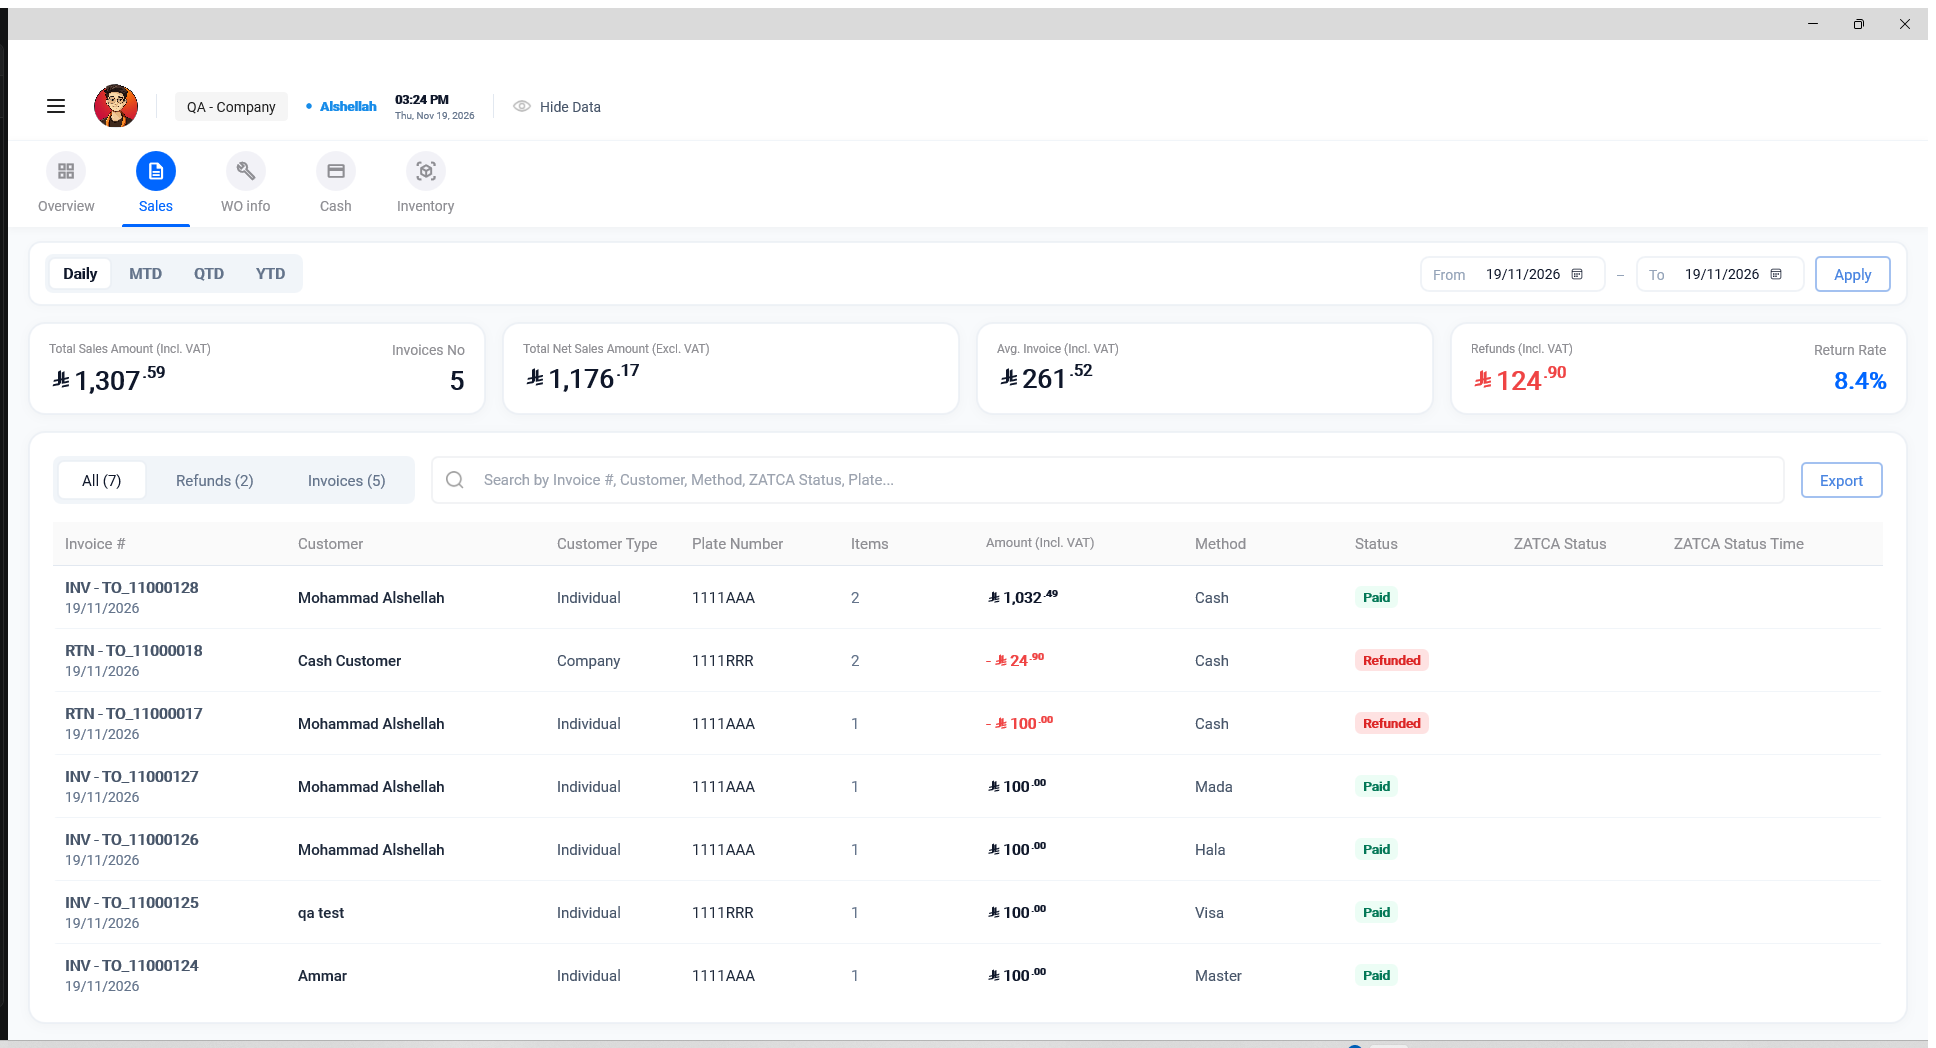 QA - Company
• Alshellah
03:24 PM
Thu, Nov 19, 2026
Hide Data
Overview
Sales
WO info
Cash
Inventory
Daily MTD QTD YTD
From 19/11/2026 – To 19/11/2026 Apply
Total Sales Amount (Incl. VAT) Invoices No
1,307.59 5
Total Net Sales Amount (Excl. VAT)
1,176.17
Avg. Invoice (Incl. VAT)
261.52
Refunds (Incl. VAT) Return Rate
124.90 8.4%
All (7) Refunds (2) Invoices (5) Search by Invoice #, Customer, Method, ZATCA Status, Plate... Export
Invoice # Customer Customer Type Plate Number Items Amount (Incl. VAT) Method Status ZATCA Status ZATCA Status Time
INV - TO_11000128
19/11/2026
Mohammad Alshellah Individual 1111AAA 2 1,032.49 Cash Paid
RTN - TO_11000018
19/11/2026
Cash Customer Company 1111RRR 2 - 24.90 Cash Refunded
RTN - TO_11000017
19/11/2026
Mohammad Alshellah Individual 1111AAA 1 - 100.00 Cash Refunded
INV - TO_11000127
19/11/2026
Mohammad Alshellah Individual 1111AAA 1 100.00 Mada Paid
INV - TO_11000126
19/11/2026
Mohammad Alshellah Individual 1111AAA 1 100.00 Hala Paid
INV - TO_11000125
19/11/2026
qa test Individual 1111RRR 1 100.00 Visa Paid
INV - TO_11000124
19/11/2026
Ammar Individual 1111AAA 1 100.00 Master Paid